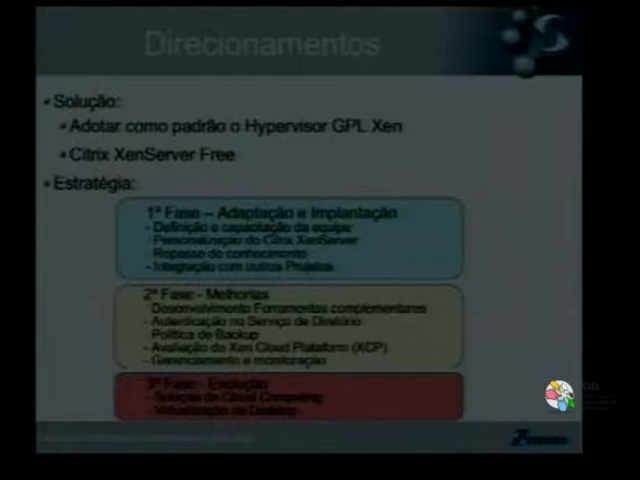 Direcionamentos
Solução:
Adotar como padrão o Hypervisor GPL Xen
Citrix XenServer Free
Estratégia:
1ª Fase – Adaptação e Implantação
- Definição e capacitação da equipe
- Personalização do Citrix XenServer
- Repasse de conhecimento
- Integração com outros Projetos
2ª Fase - Melhorias
- Desenvolvimento Ferramentas complementares
- Autenticação no Serviço de Diretório
- Política de Backup
- Avaliação do Xen Cloud Plataform (XCP)
- Gerenciamento e monitoração
3ª Fase - Evolução
- Solução de Cloud Computing
- Virtualização de Desktop